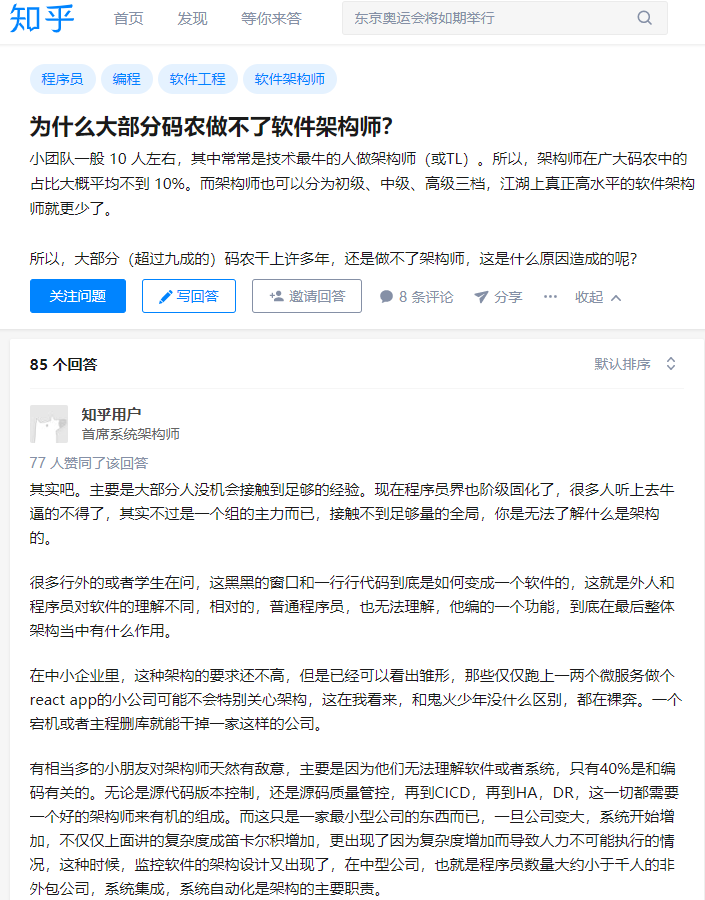 知乎 首页 发现 等你来答 东京奥运会将如期举行
程序员 编程 软件工程 软件架构师
为什么大部分码农做不了软件架构师？
小团队一般 10 人左右，其中常常是技术最牛的人做架构师（或TL）。所以，架构师在广大码农中的
占比大概平均不到 10%。而架构师也可以分为初级、中级、高级三档，江湖上真正高水平的软件架构
师就更少了。
所以，大部分（超过九成的）码农干上许多年，还是做不了架构师，这是什么原因造成的呢？
关注问题 写回答 邀请回答 8 条评论 分享 ··· 收起
85 个回答 默认排序
知乎用户
首席系统架构师
77 人赞同了该回答
其实吧。主要是大部分人没机会接触到足够的经验。现在程序员界也阶级固化了，很多人听上去牛
逼的不得了，其实不过是一个组的主力而已，接触不到足够量的全局，你是无法了解什么是架构
的。
很多行外的或者学生在问，这黑黑的窗口和一行行代码到底是如何变成一个软件的，这就是外人和
程序员对软件的理解不同，相对的，普通程序员，也无法理解，他编的一个功能，到底在最后整体
架构当中有什么作用。
在中小企业里，这种架构的要求还不高，但是已经可以看出雏形，那些仅仅跑上一两个微服务做个
react app的小公司可能不会特别关心架构，这在我看来，和鬼火少年没什么区别，都在裸奔。一个
宕机或者主程删库就能干掉一家这样的公司。
有相当多的小朋友对架构师天然有敌意，主要是因为他们无法理解软件或者系统，只有40%是和编
码有关的。无论是源代码版本控制，还是源码质量管控，再到CICD，再到HA，DR，这一切都需要
一个好的架构师来有机的组成。而这只是一家最小型公司的东西而已，一旦公司变大，系统开始增
加，不仅仅上面讲的复杂度成笛卡尔积增加，更出现了因为复杂度增加而导致人力不可能执行的情
况，这种时候，监控软件的架构设计又出现了，在中型公司，也就是程序员数量大约小于千人的非
外包公司，系统集成，系统自动化是架构的主要职责。